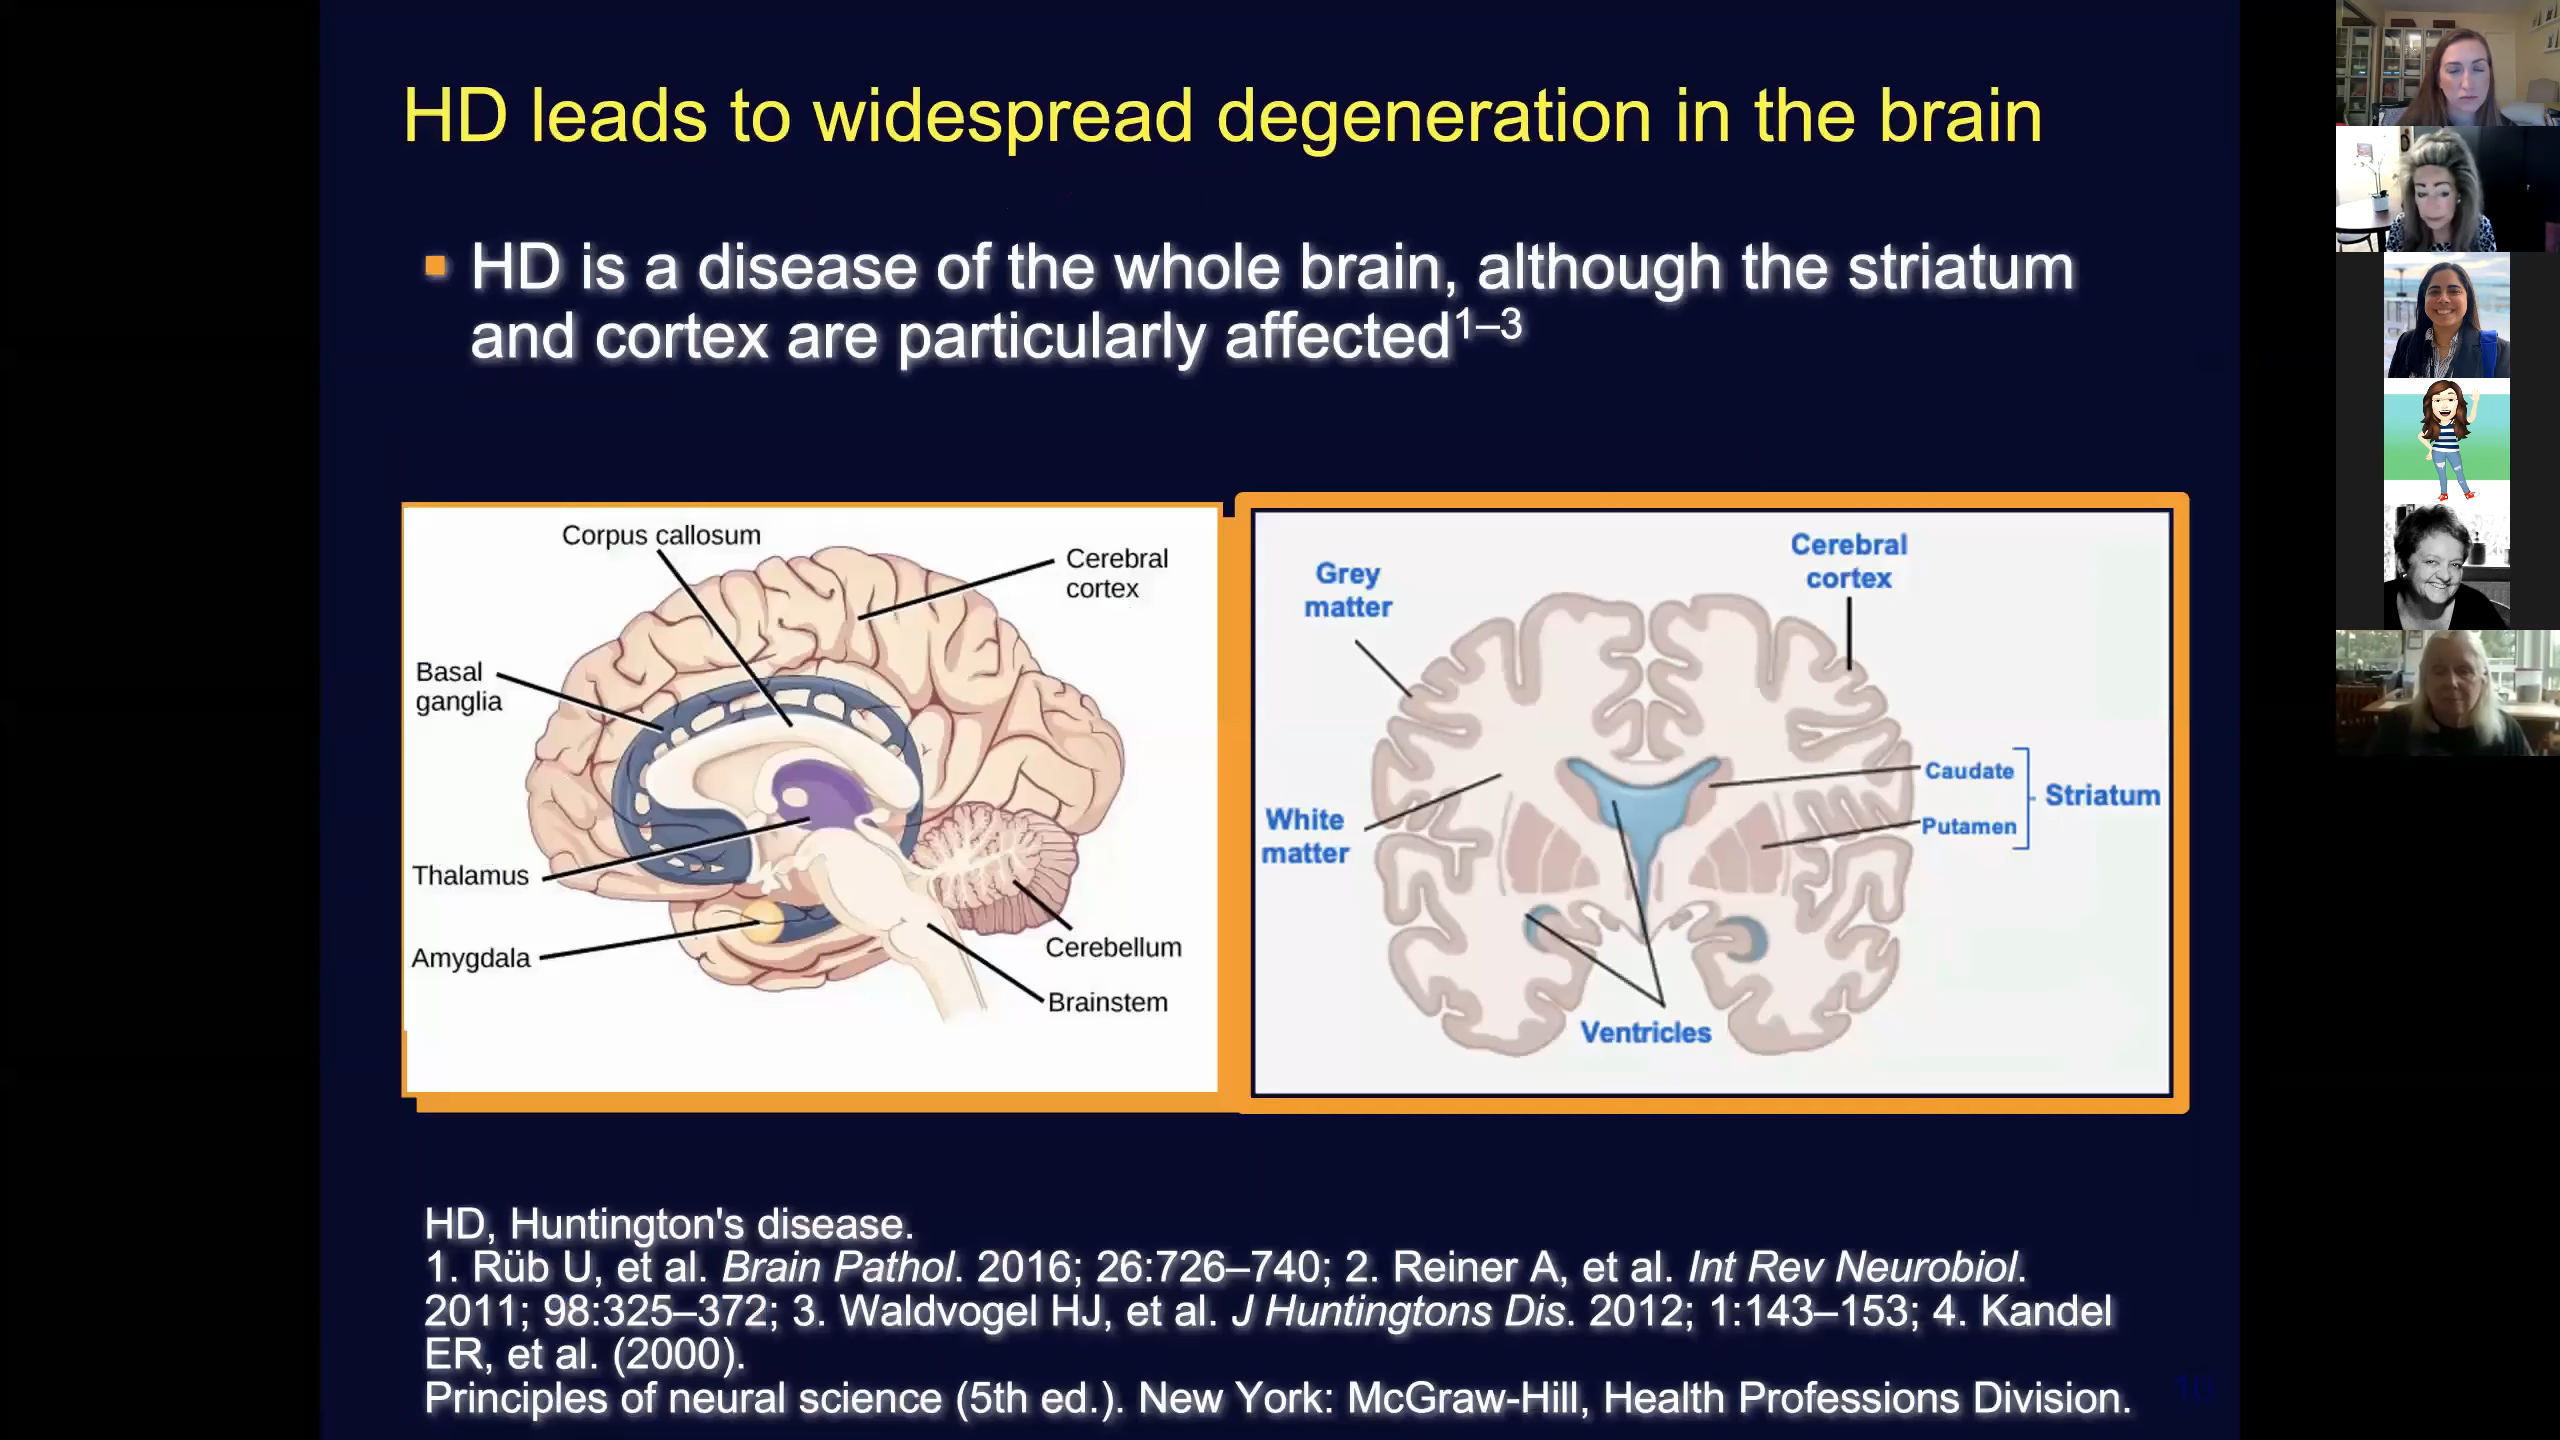 HD leads to widespread degeneration in the brain
▪ HD is a disease of the whole brain, although the striatum
and cortex are particularly affected1–3
Corpus callosum
Cerebral
cortex
Basal
ganglia
Thalamus
Amygdala
Cerebellum
Brainstem
Cerebral
cortex
Grey
matter
Caudate
Striatum
Putamen
White
matter
Ventricles
HD, Huntington's disease.
1. Rüb U, et al. Brain Pathol. 2016; 26:726–740; 2. Reiner A, et al. Int Rev Neurobiol.
2011; 98:325–372; 3. Waldvogel HJ, et al. J Huntingtons Dis. 2012; 1:143–153; 4. Kandel
ER, et al. (2000).
Principles of neural science (5th ed.). New York: McGraw-Hill, Health Professions Division.
10